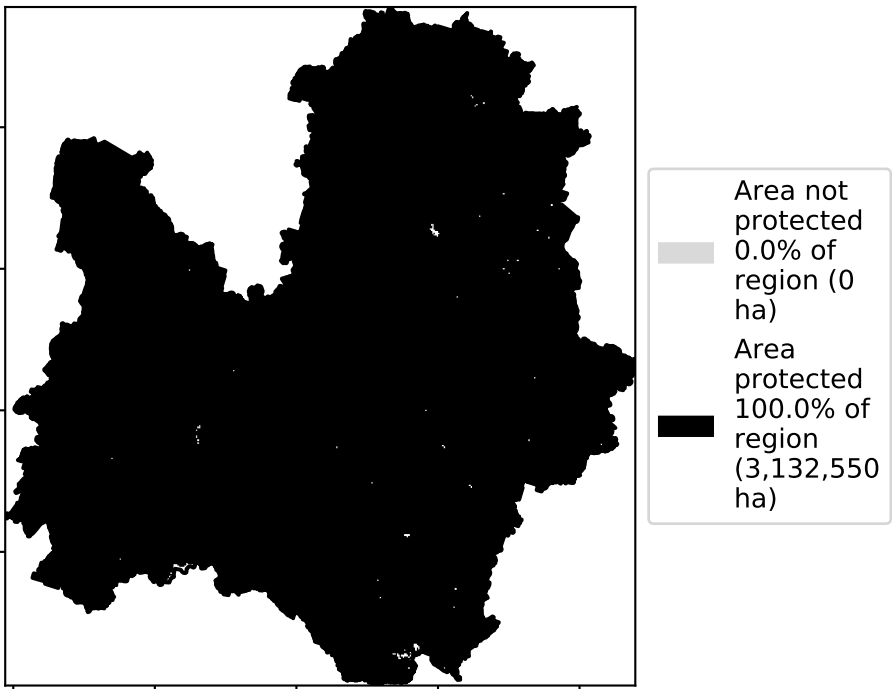 Area not
protected
0.0% of
region (0
ha)
Area
protected
100.0% of
region
(3,132,550
ha)